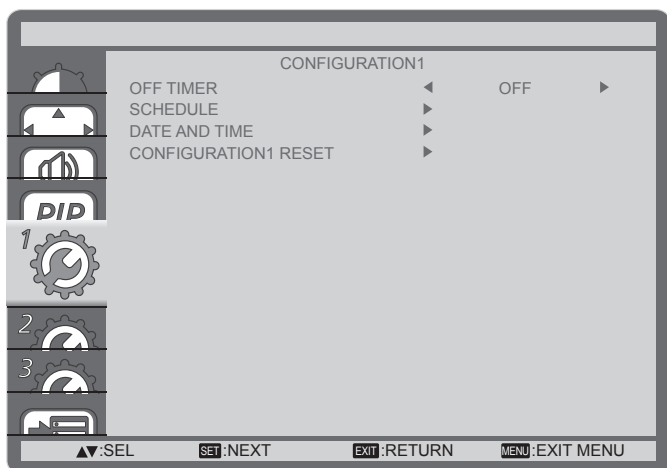 CONFIGURATION1
OFF TIMER ◀ OFF ▶
SCHEDULE ▶
DATE AND TIME ▶
CONFIGURATION1 RESET ▶
PIP
1
2
3
▲▼:SEL SET:NEXT EXIT:RETURN MENU:EXIT MENU